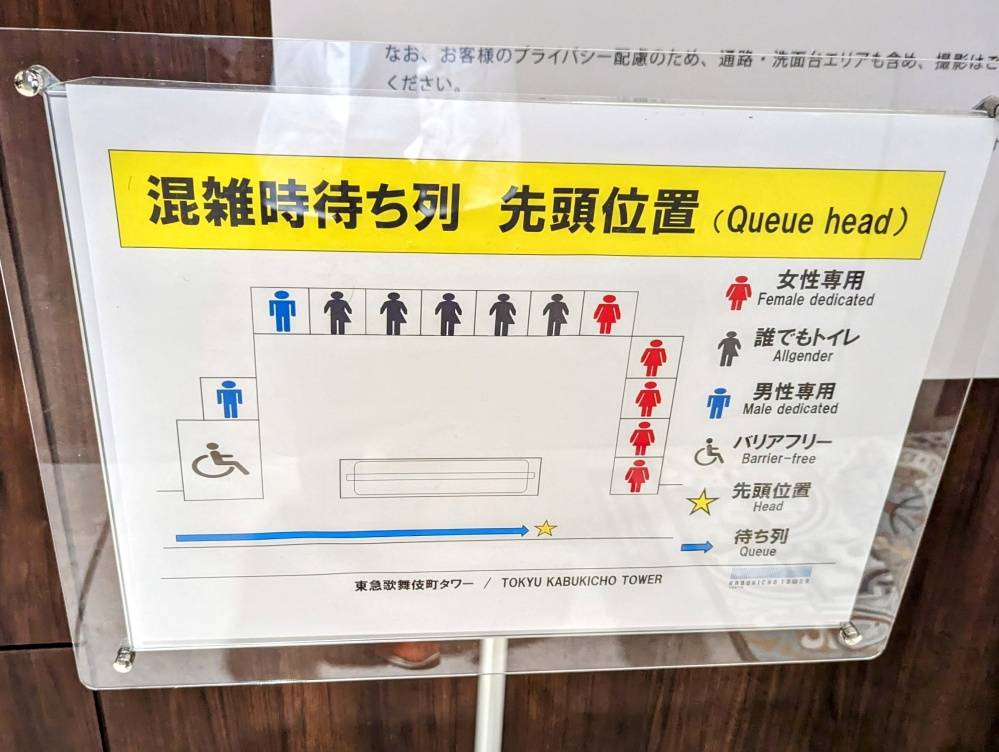 なお、お客様のプライバシー配慮のため、通路・洗面台エリアも含め、撮影はご
ください。
混雑時待ち列 先頭位置 (Queue head)
女性専用
Female dedicated
誰でもトイレ
Allgender
男性専用
Male dedicated
バリアフリー
Barrier-free
先頭位置
Head
待ち列
Queue
東急歌舞伎町タワー / TOKYU KABUKICHO TOWER
KABUKICHO TOWER